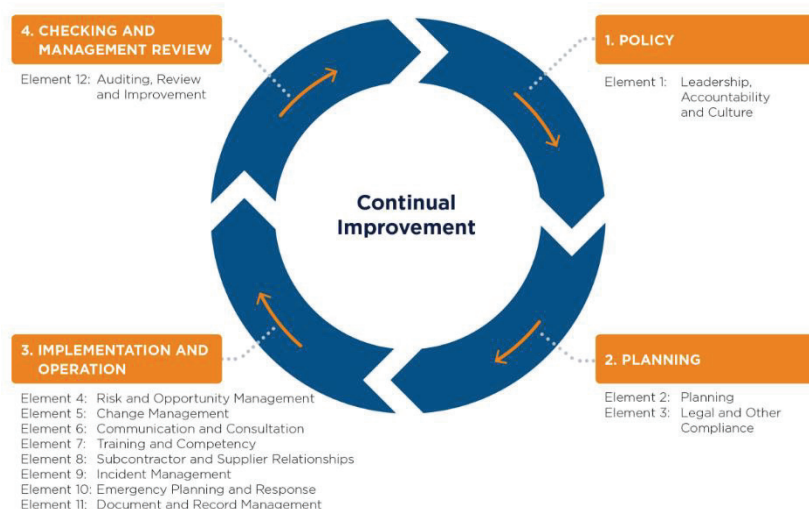 4. CHECKING AND
MANAGEMENT REVIEW
Element 12: Auditing, Review
and Improvement
1. POLICY
Element 1: Leadership,
Accountability
and Culture
Continual
Improvement
3. IMPLEMENTATION AND
OPERATION
Element 4: Risk and Opportunity Management
Element 5: Change Management
Element 6: Communication and Consultation
Element 7: Training and Competency
Element 8: Subcontractor and Supplier Relationships
Element 9: Incident Management
Element 10: Emergency Planning and Response
Element 11: Document and Record Management
2. PLANNING
Element 2: Planning
Element 3: Legal and Other
Compliance